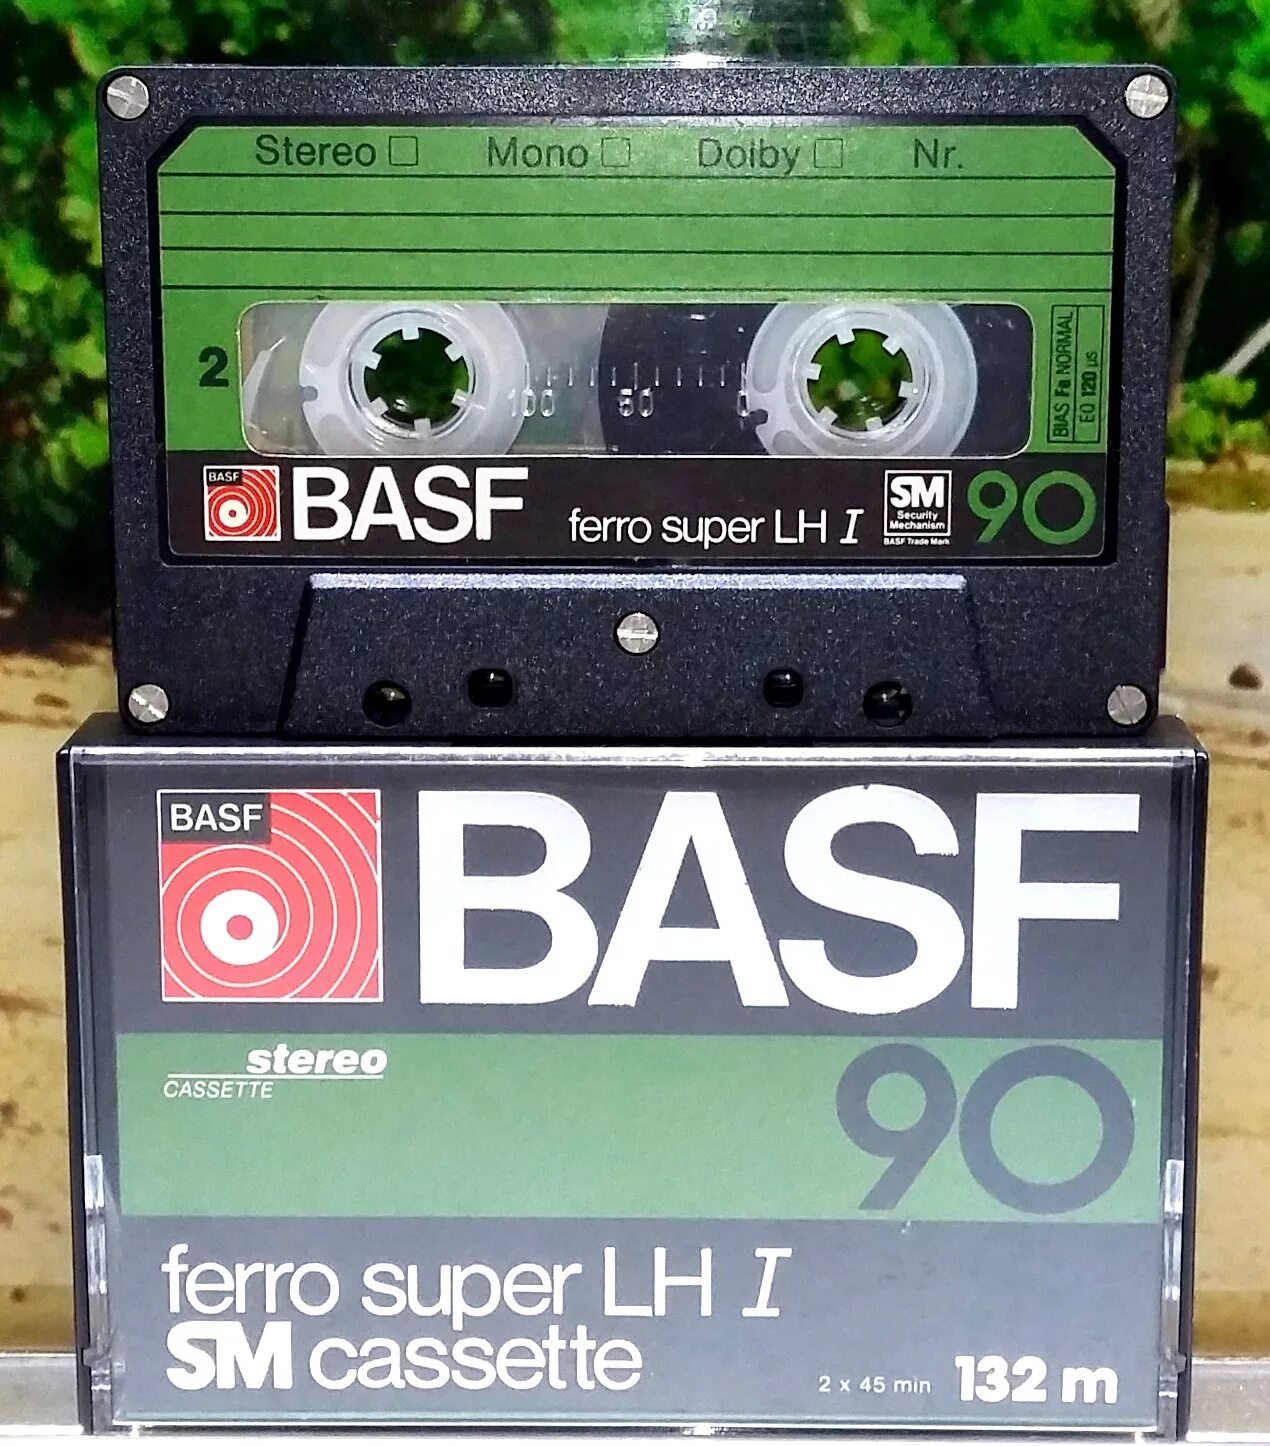 Stereo Mono Dolby Nr.
2
100 50 0
BIAS Fe NORMAL
EQ 120 µs
BASF
BASF
ferro super LH I
SM
Security
Mechanism
BASF Trade Mark
90
BASF
BASF
stereo
CASSETTE
90
ferro super LH I
SM cassette
2 x 45 min 132 m